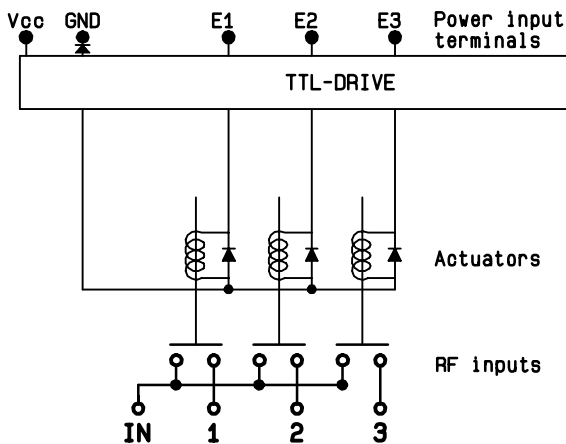 Vcc GND E1 E2 E3 Power input
terminals
TTL-DRIVE
Actuators
RF inputs
IN 1 2 3